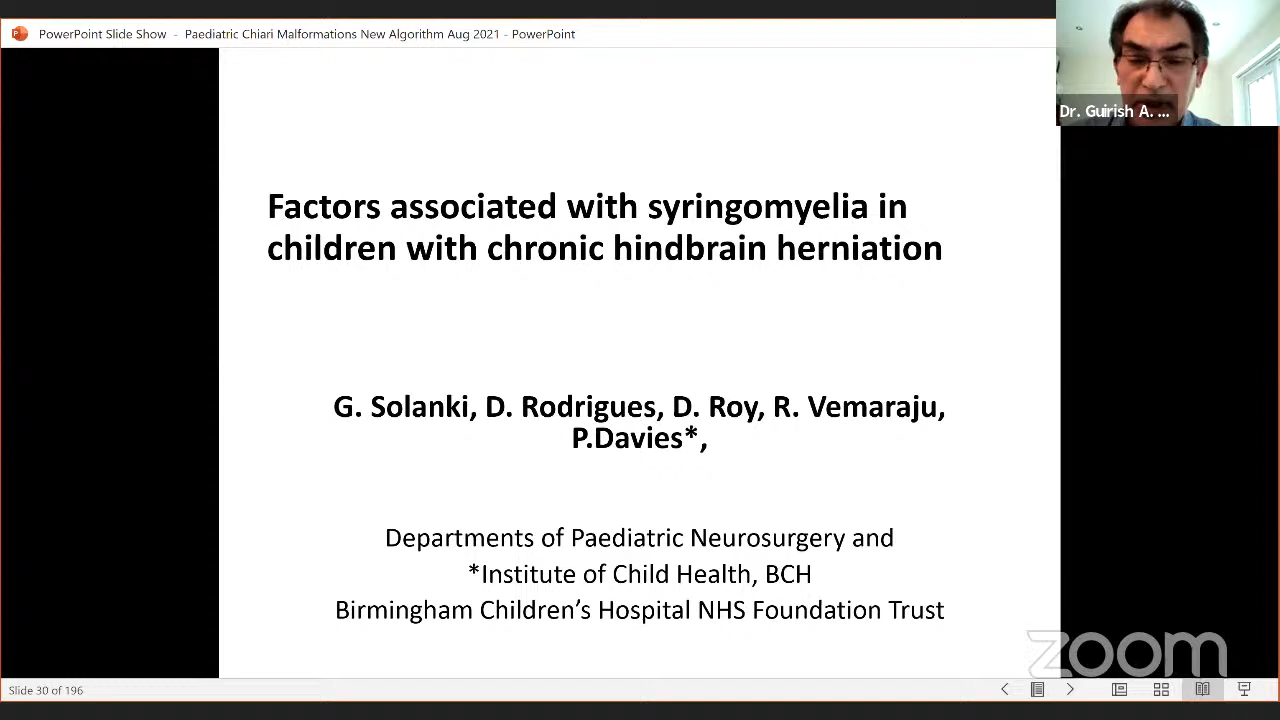 PowerPoint Slide Show - Paediatric Chiari Malformations New Algorithm Aug 2021 - PowerPoint
Dr. Guirish A. ...
Factors associated with syringomyelia in
children with chronic hindbrain herniation
G. Solanki, D. Rodrigues, D. Roy, R. Vemaraju,
P.Davies*,
Departments of Paediatric Neurosurgery and
*Institute of Child Health, BCH
Birmingham Children’s Hospital NHS Foundation Trust
zoom
Slide 30 of 196